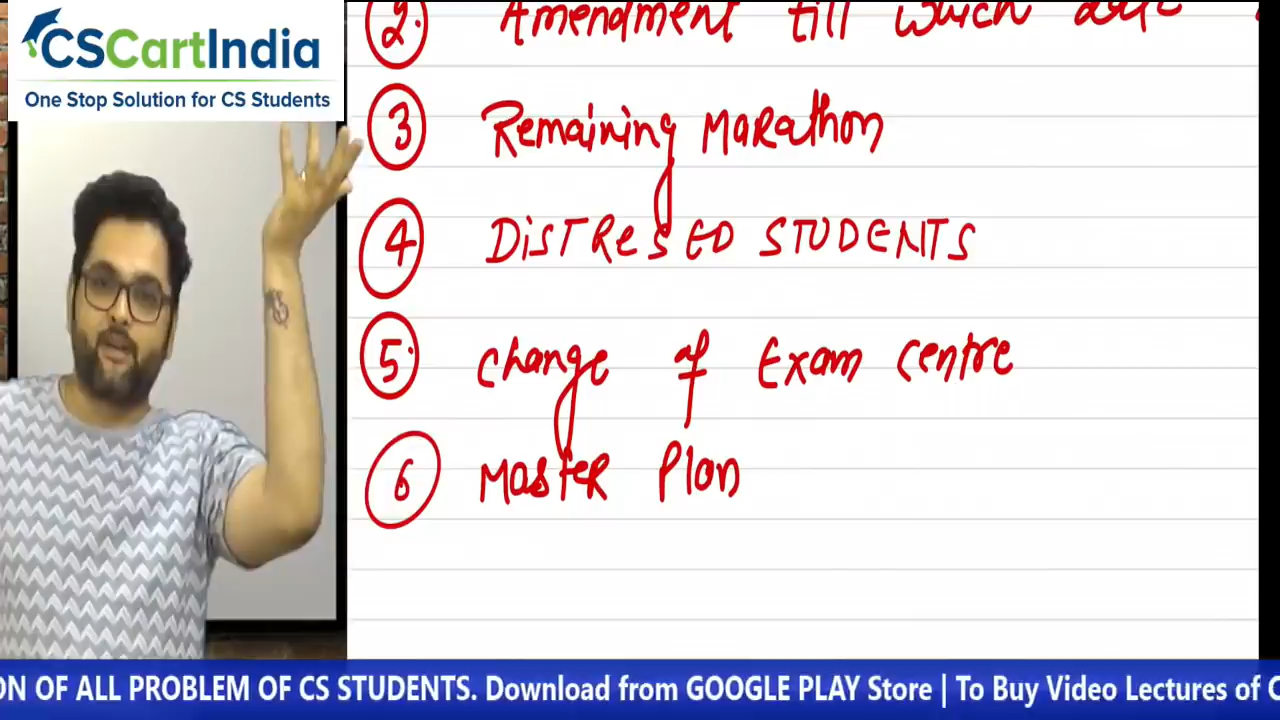 CSCartIndia
One Stop Solution for CS Students
2. Amendment till which date
3 Remaining Marathon
4 DISTRESED STUDENTS
5. Change of Exam centre
6 Master Plan
ON OF ALL PROBLEM OF CS STUDENTS. Download from GOOGLE PLAY Store | To Buy Video Lectures of C